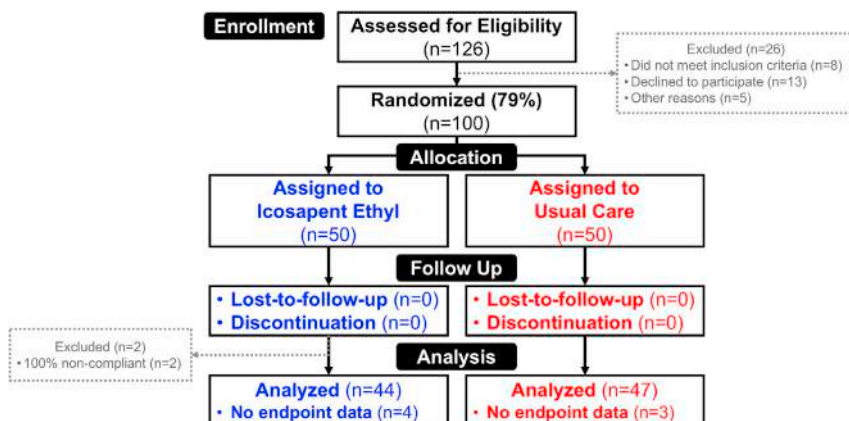 Enrollment
Assessed for Eligibility
(n=126)
Excluded (n=26)
• Did not meet inclusion criteria (n=8)
• Declined to participate (n=13)
• Other reasons (n=5)
Randomized (79%)
(n=100)
Allocation
Assigned to
Icosapent Ethyl
(n=50)
Assigned to
Usual Care
(n=50)
Follow Up
• Lost-to-follow-up (n=0)
• Discontinuation (n=0)
• Lost-to-follow-up (n=0)
• Discontinuation (n=0)
Excluded (n=2)
• 100% non-compliant (n=2)
Analysis
Analyzed (n=44)
• No endpoint data (n=4)
Analyzed (n=47)
• No endpoint data (n=3)